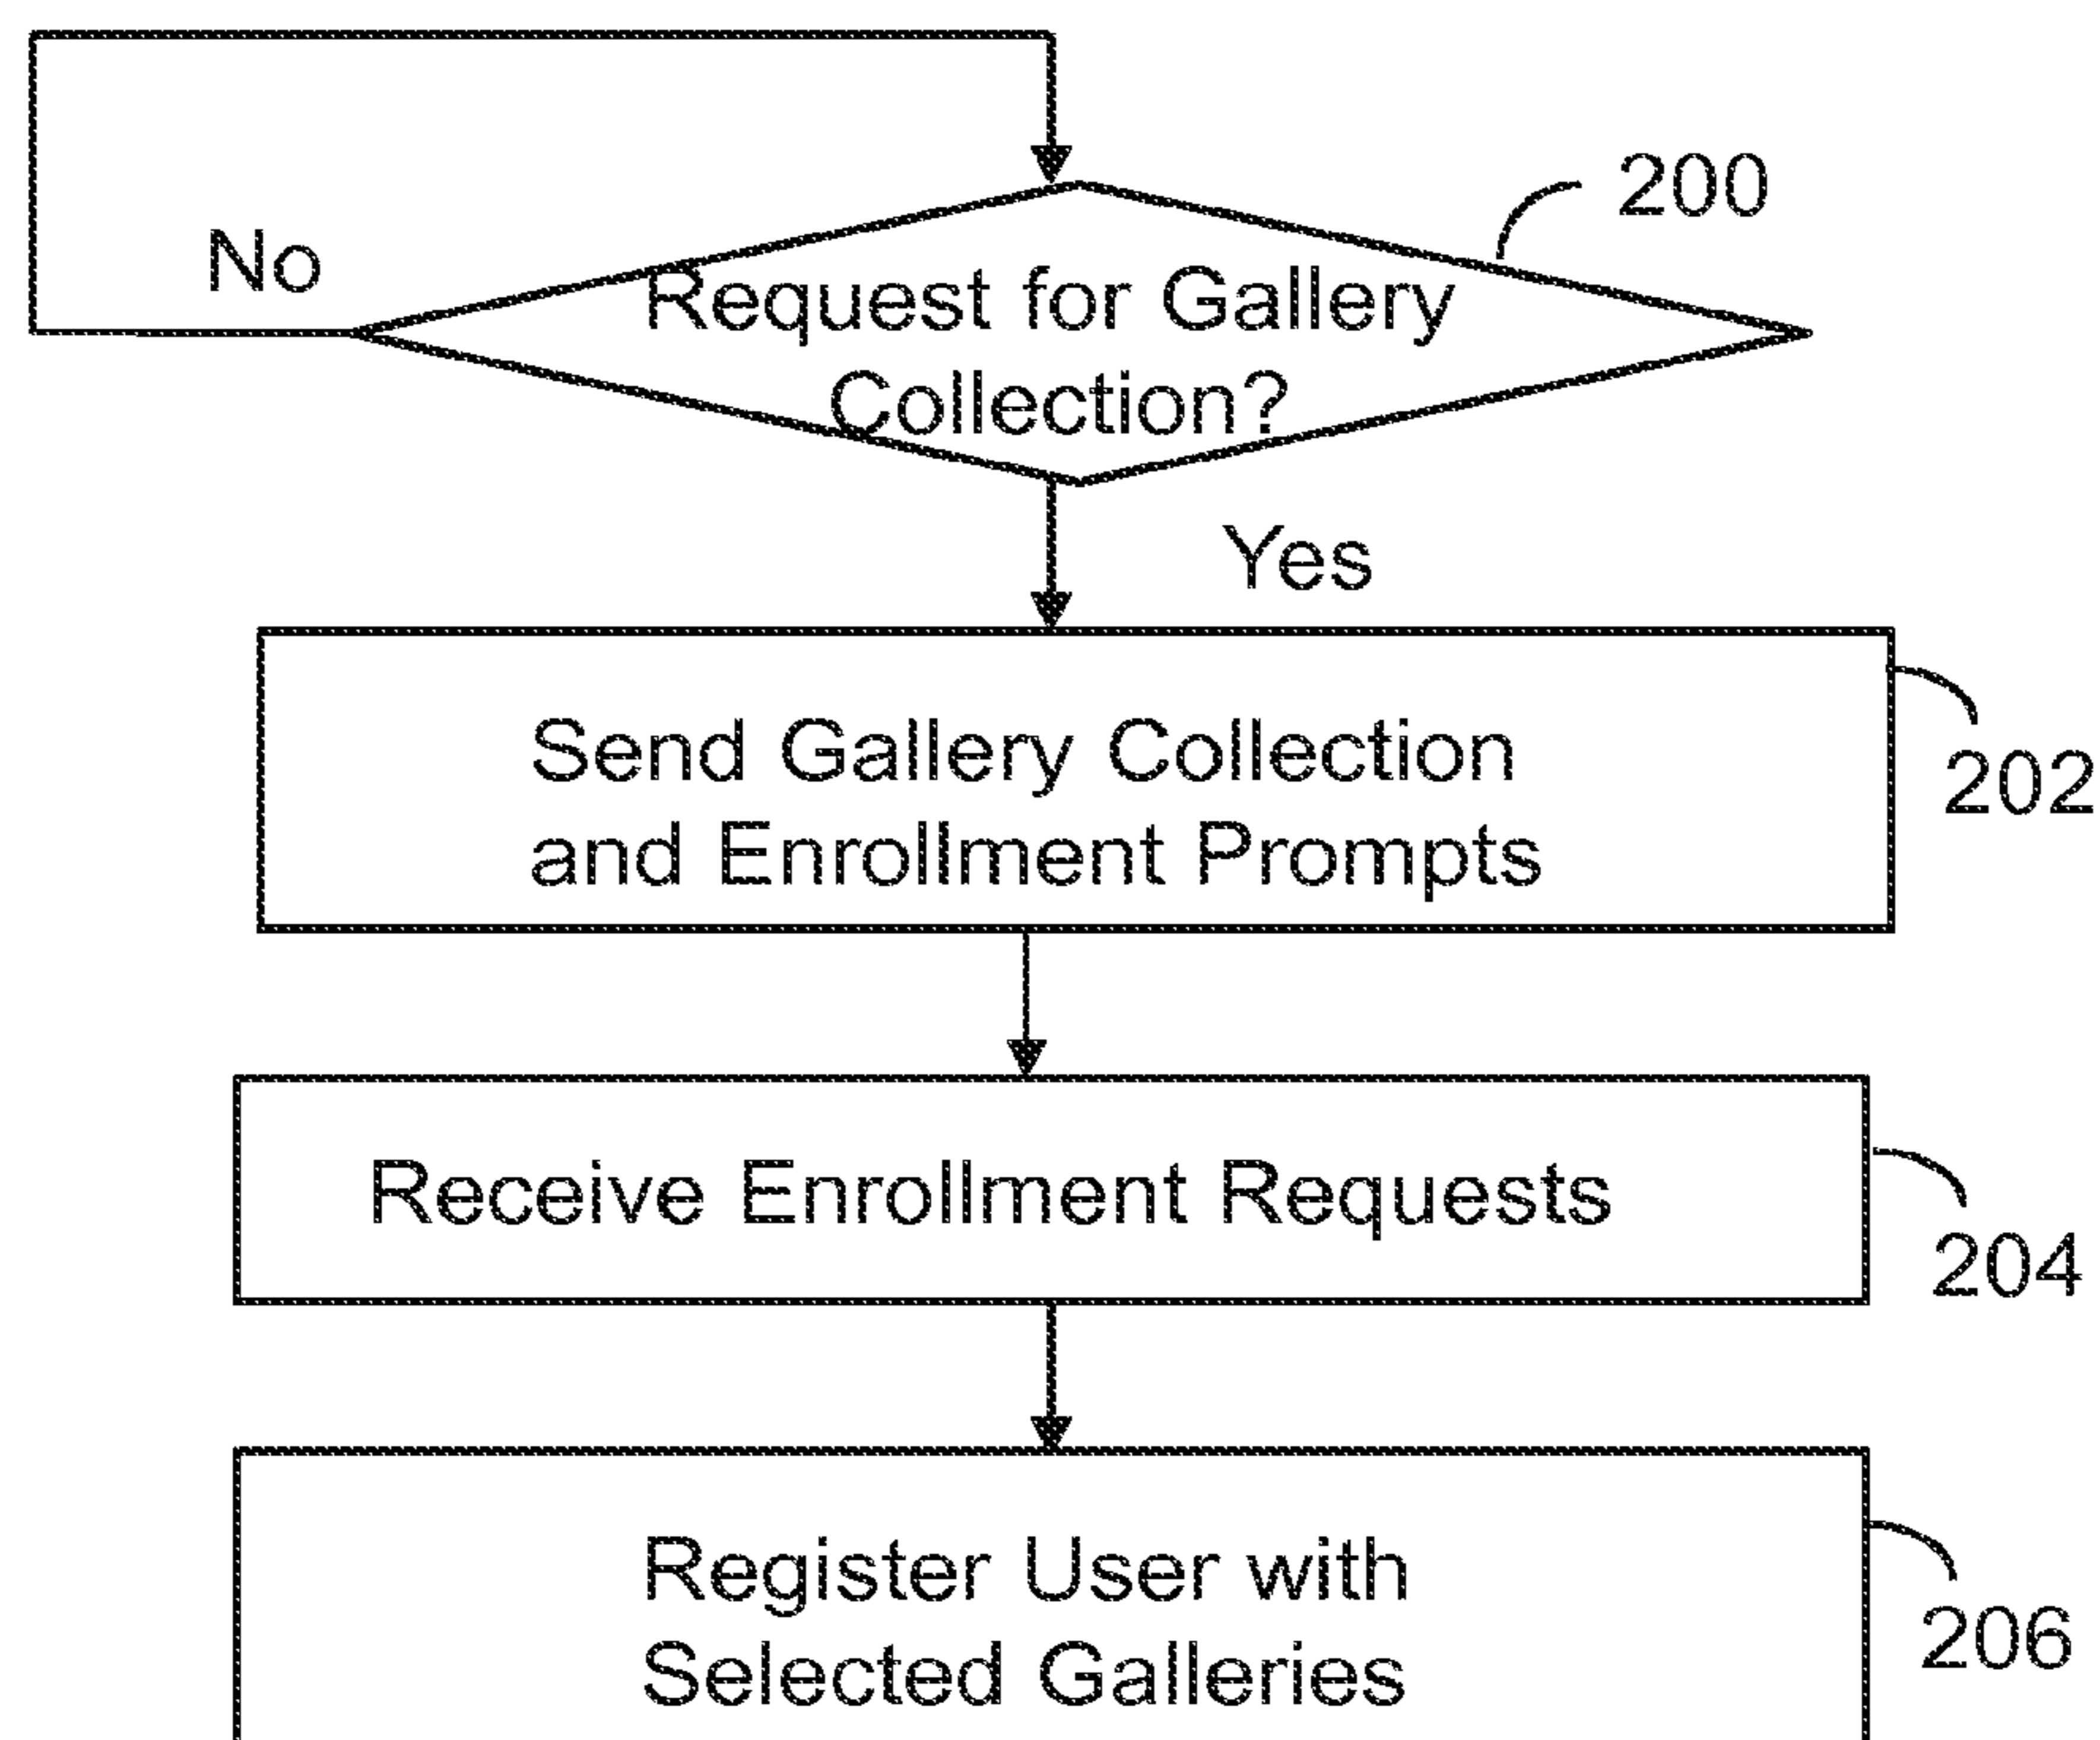 200
No
Request for Gallery
Collection?
Yes
Send Gallery Collection
and Enrollment Prompts
202
Receive Enrollment Requests
204
Register User with
Selected Galleries
206